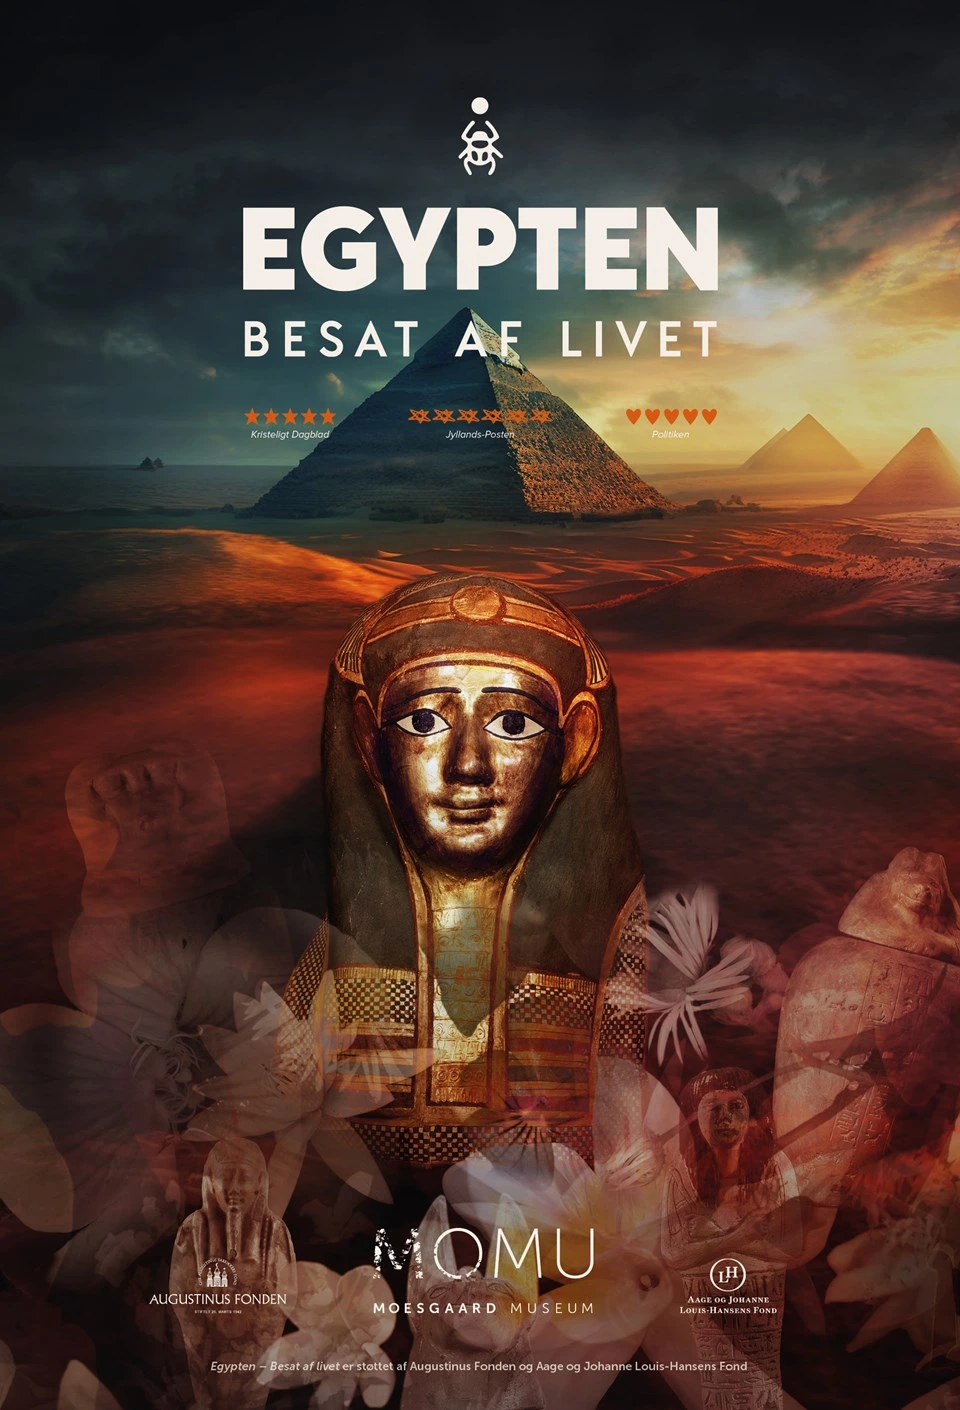 EGYPTEN
BESAT AF LIVET
Kristeligt Dagblad
Jyllands-Posten
Politiken
MOMU
MOESGAARD MUSEUM
AUGUSTINUS FONDEN
LH
AAGE OG JOHANNE
LOUIS-HANSENS FOND
Egypten – Besat af livet er støttet af Augustinus Fonden og Aage og Johanne Louis-Hansens Fond